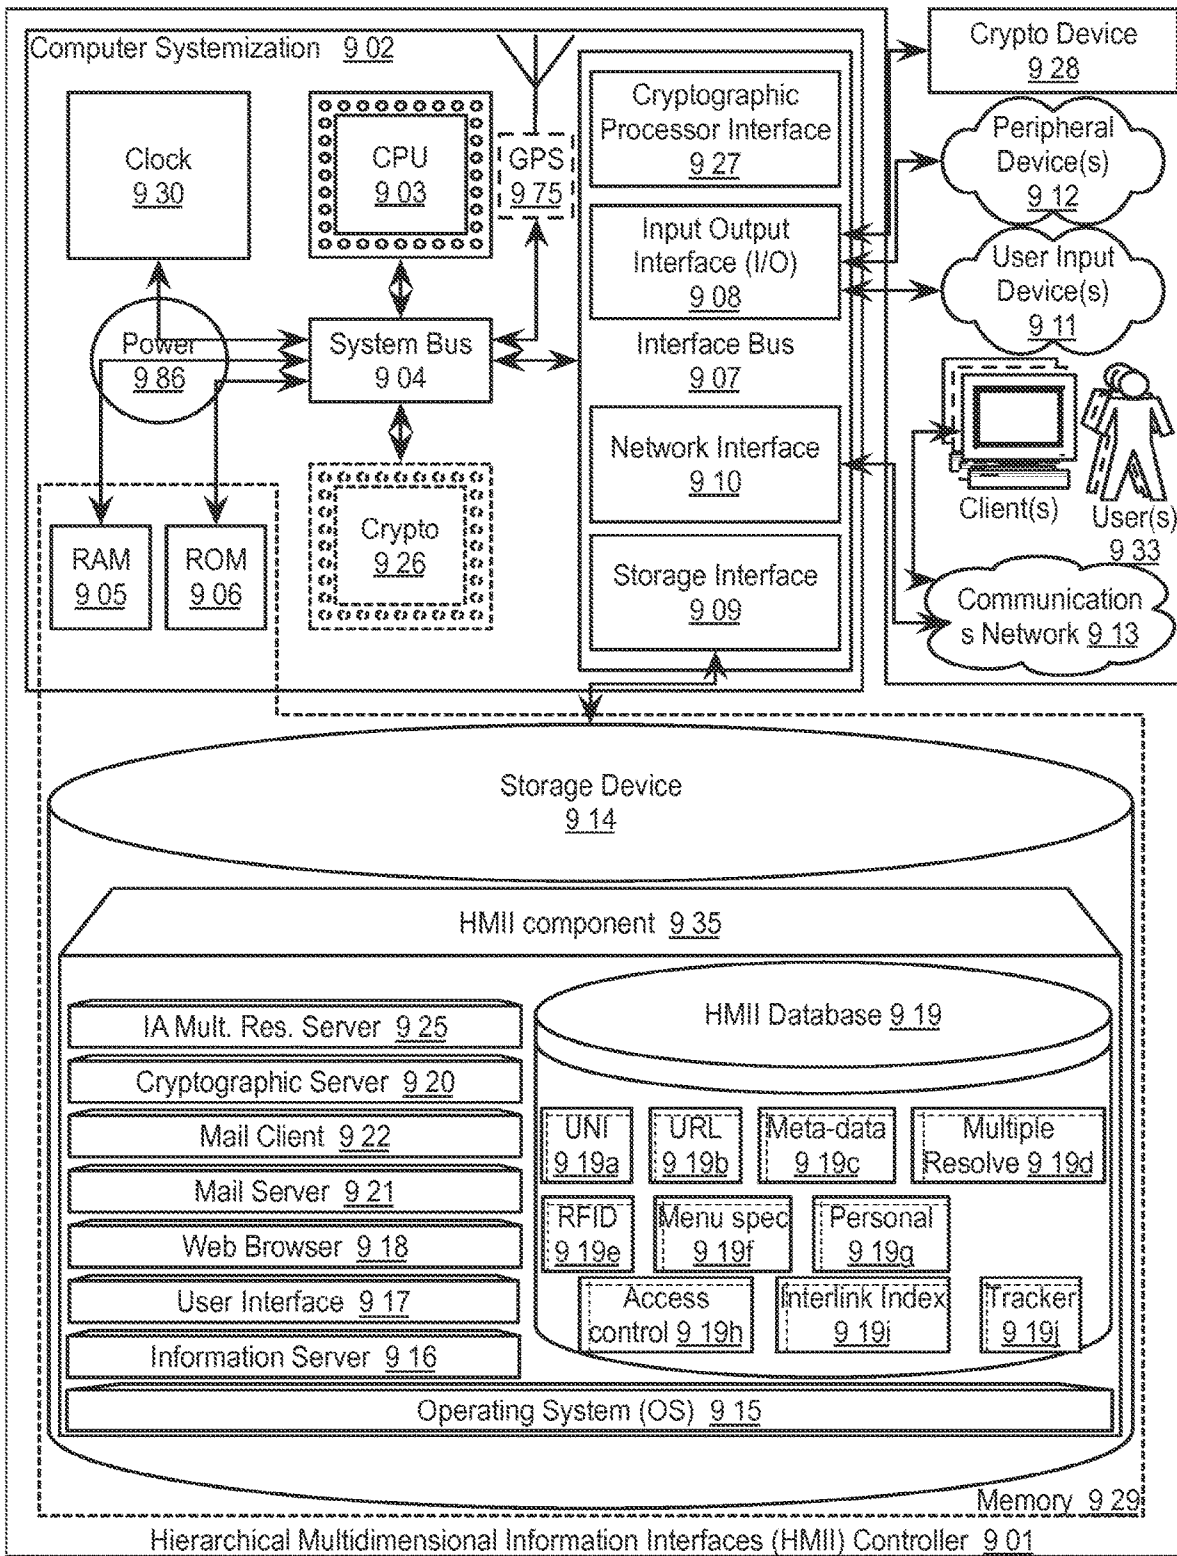 Computer Systemization 9 02
Clock
9 30
CPU
9 03
GPS
9 75
Cryptographic
Processor Interface
9 27
Input Output
Interface (I/O)
9 08
Interface Bus
9 07
Network Interface
9 10
Storage Interface
9 09
Power
9 86
System Bus
9 04
RAM
9 05
ROM
9 06
Crypto
9 26
Crypto Device
9 28
Peripheral
Device(s)
9 12
User Input
Device(s)
9 11
Client(s)
User(s)
9 33
Communication
s Network 9 13
Storage Device
9 14
HMII component 9 35
IA Mult. Res. Server 9 25
Cryptographic Server 9 20
Mail Client 9 22
Mail Server 9 21
Web Browser 9 18
User Interface 9 17
Information Server 9 16
HMII Database 9 19
UNI
9 19a
URL
9 19b
Meta-data
9 19c
Multiple
Resolve 9 19d
RFID
9 19e
Menu spec
9 19f
Personal
9 19g
Access
control 9 19h
Interlink Index
9 19i
Tracker
9 19j
Operating System (OS) 9 15
Memory 9 29
Hierarchical Multidimensional Information Interfaces (HMII) Controller 9 01